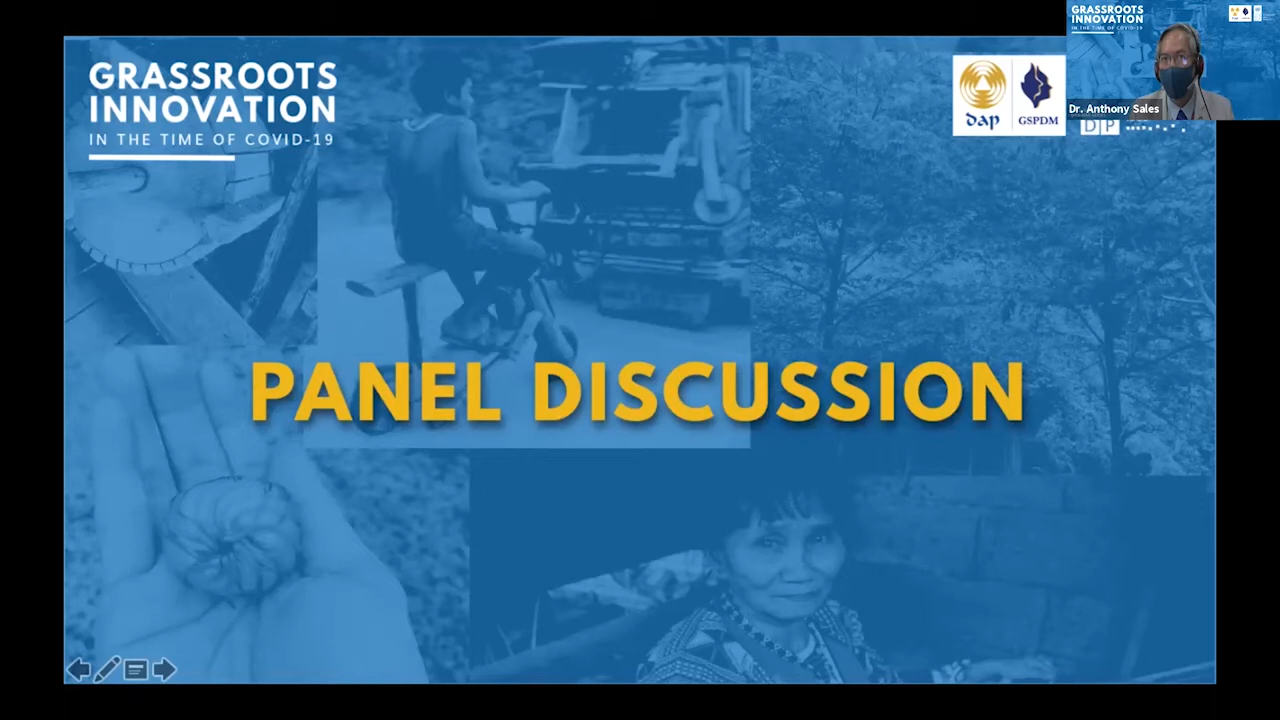 GRASSROOTS
INNOVATION
IN THE TIME OF COVID-19
dap
GSPDM
DP
PANEL DISCUSSION
GRASSROOTS
INNOVATION
IN THE TIME OF COVID-19
Dr. Anthony Sales